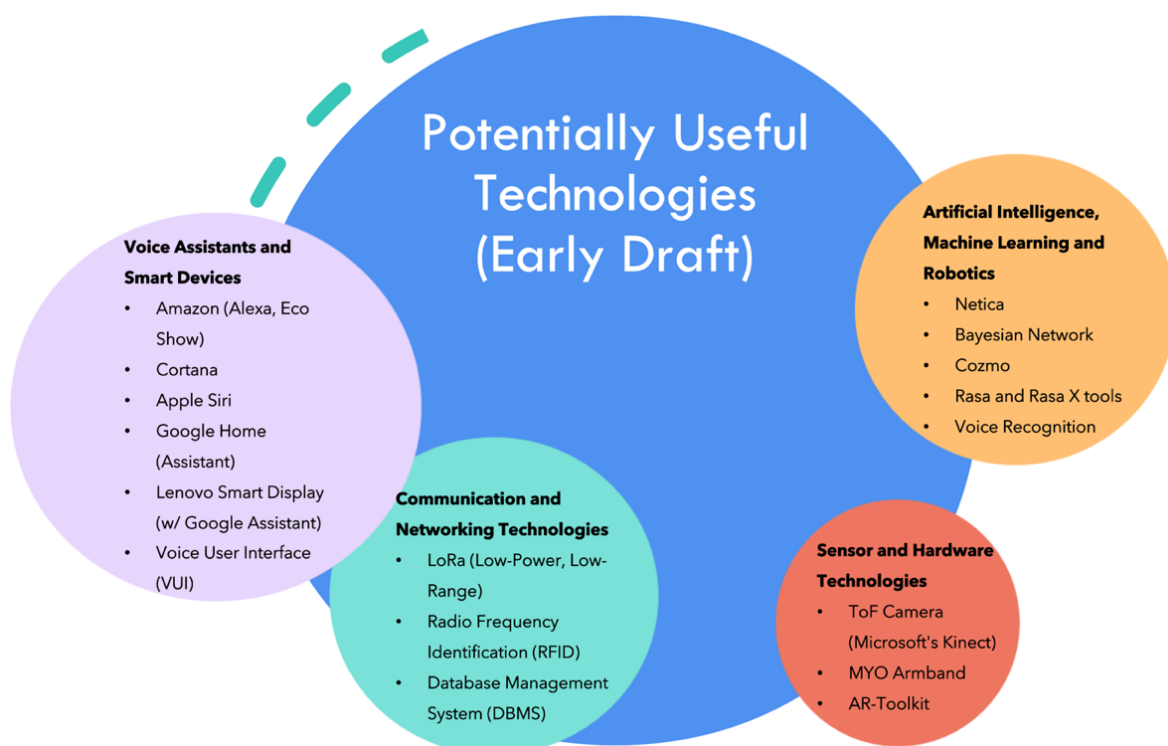 Potentially Useful
Technologies
(Early Draft)
Voice Assistants and
Smart Devices
• Amazon (Alexa, Eco
Show)
• Cortana
• Apple Siri
• Google Home
(Assistant)
• Lenovo Smart Display
(w/ Google Assistant)
• Voice User Interface
(VUI)
Communication and
Networking Technologies
• LoRa (Low-Power, Low-
Range)
• Radio Frequency
Identification (RFID)
• Database Management
System (DBMS)
Artificial Intelligence,
Machine Learning and
Robotics
• Netica
• Bayesian Network
• Cozmo
• Rasa and Rasa X tools
• Voice Recognition
Sensor and Hardware
Technologies
• ToF Camera
(Microsoft's Kinect)
• MYO Armband
• AR-Toolkit